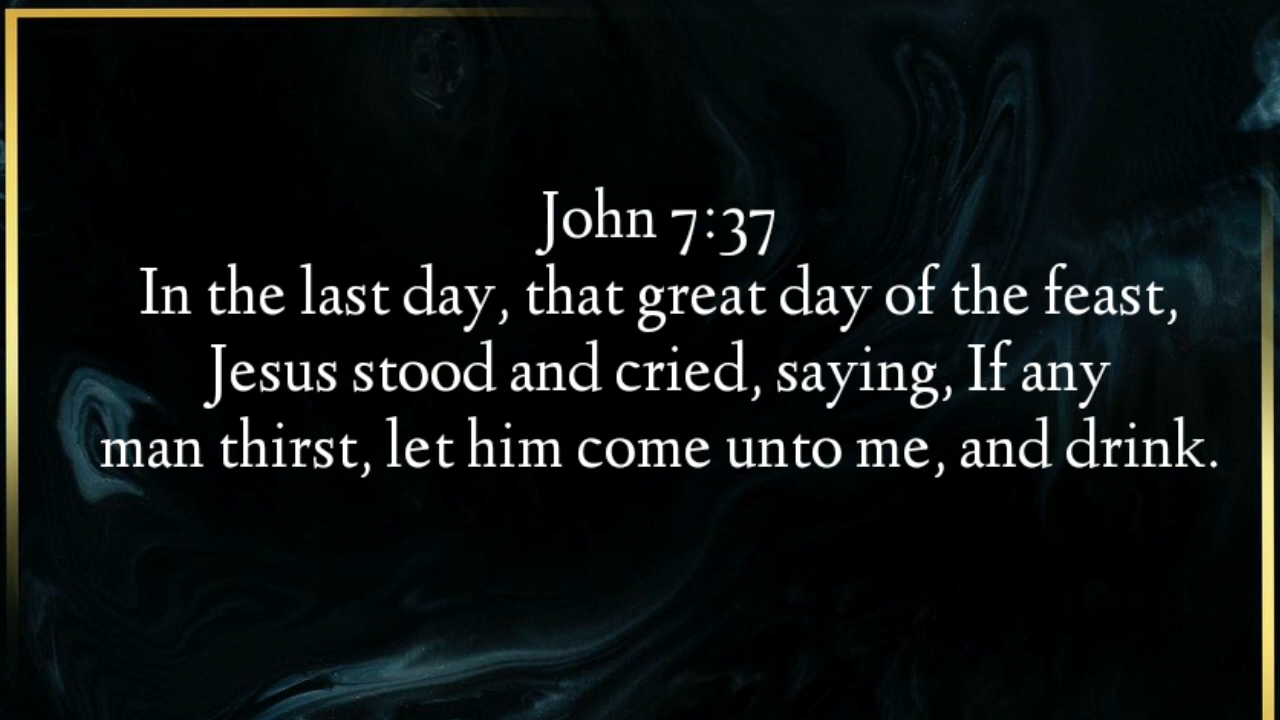 John 7:37
In the last day, that great day of the feast,
Jesus stood and cried, saying, If any
man thirst, let him come unto me, and drink.